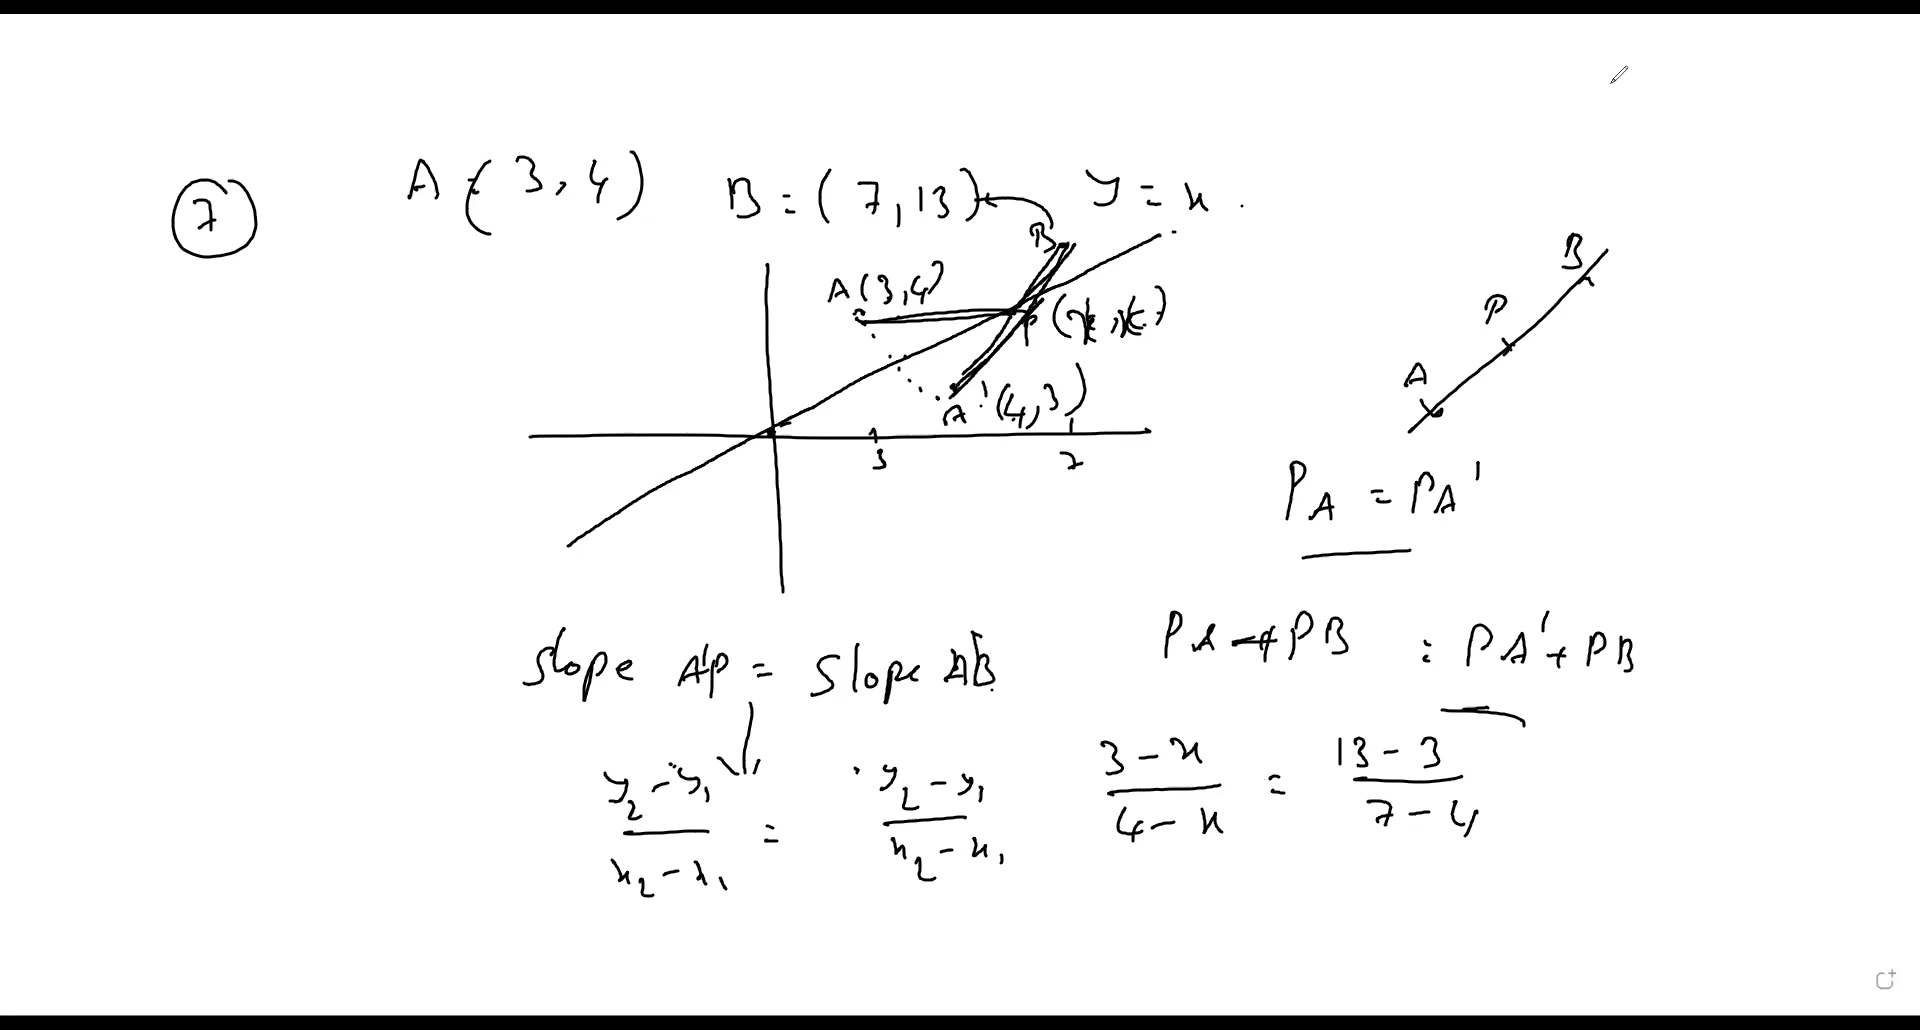 7
A = (3, 4)   B = (7, 13)   y = x .
B
A (3, 4)
P (x, x)
A' (4, 3)
3   7
B
P
A
PA = PA'
PA + PB = PA' + PB
Slope A'P = Slope A'B
y₂ - y₁ / x₂ - x₁ = y₂ - y₁ / x₂ - x₁
3 - x / 4 - x = 13 - 3 / 7 - 4